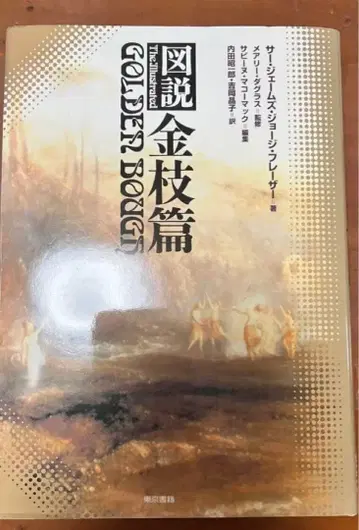 サー・ジェームズ・ジョージ・フレーザー 著
メアリー・ダグラス=監修
サビーヌ・マコーマック=編集
内田昭一郎・吉岡晶子=訳
図説 金枝篇
The Illustrated
GOLDEN BOUGH
東京書籍